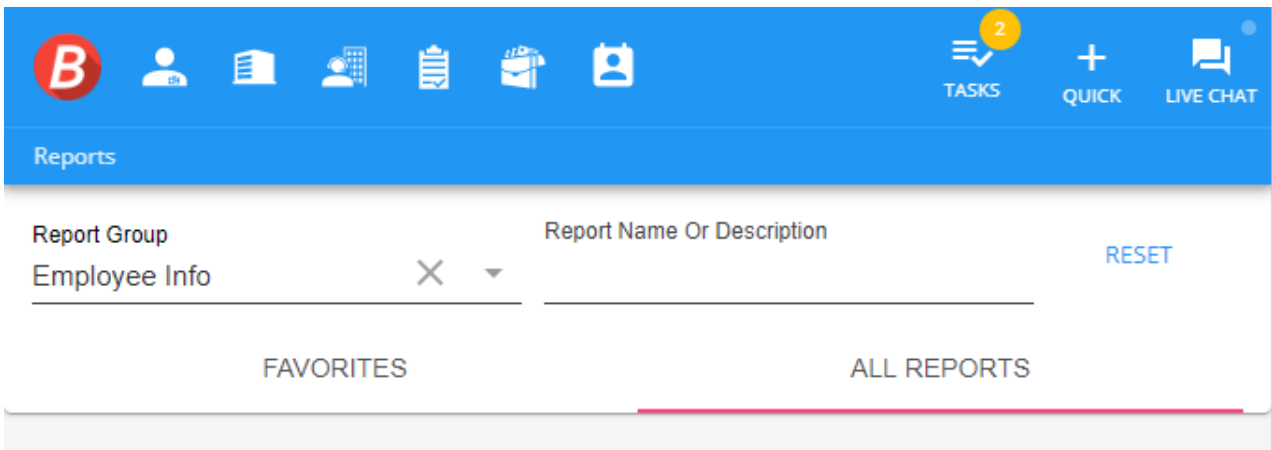 B
2
TASKS
QUICK
LIVE CHAT
Reports
Report Group
Report Name Or Description
Employee Info
RESET
FAVORITES
ALL REPORTS